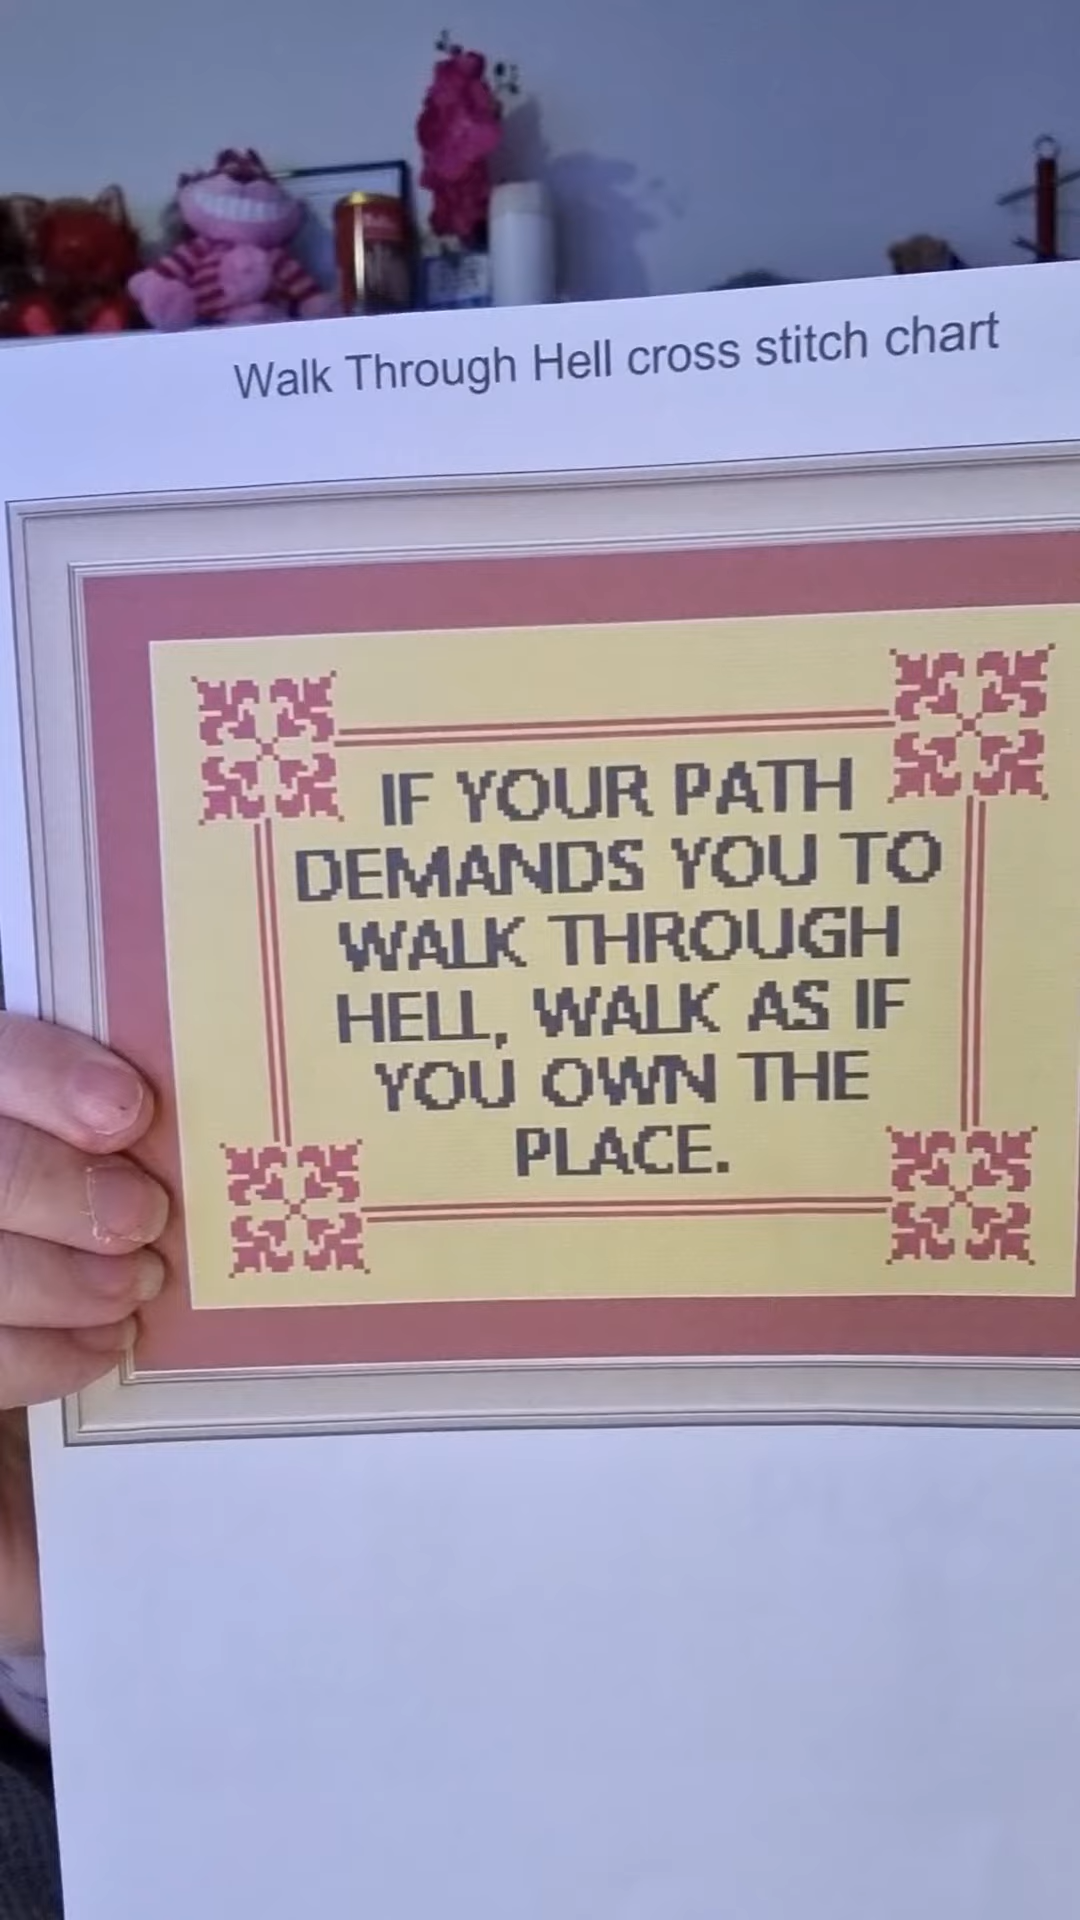 Walk Through Hell cross stitch chart
IF YOUR PATH
DEMANDS YOU TO
WALK THROUGH
HELL, WALK AS IF
YOU OWN THE
PLACE.